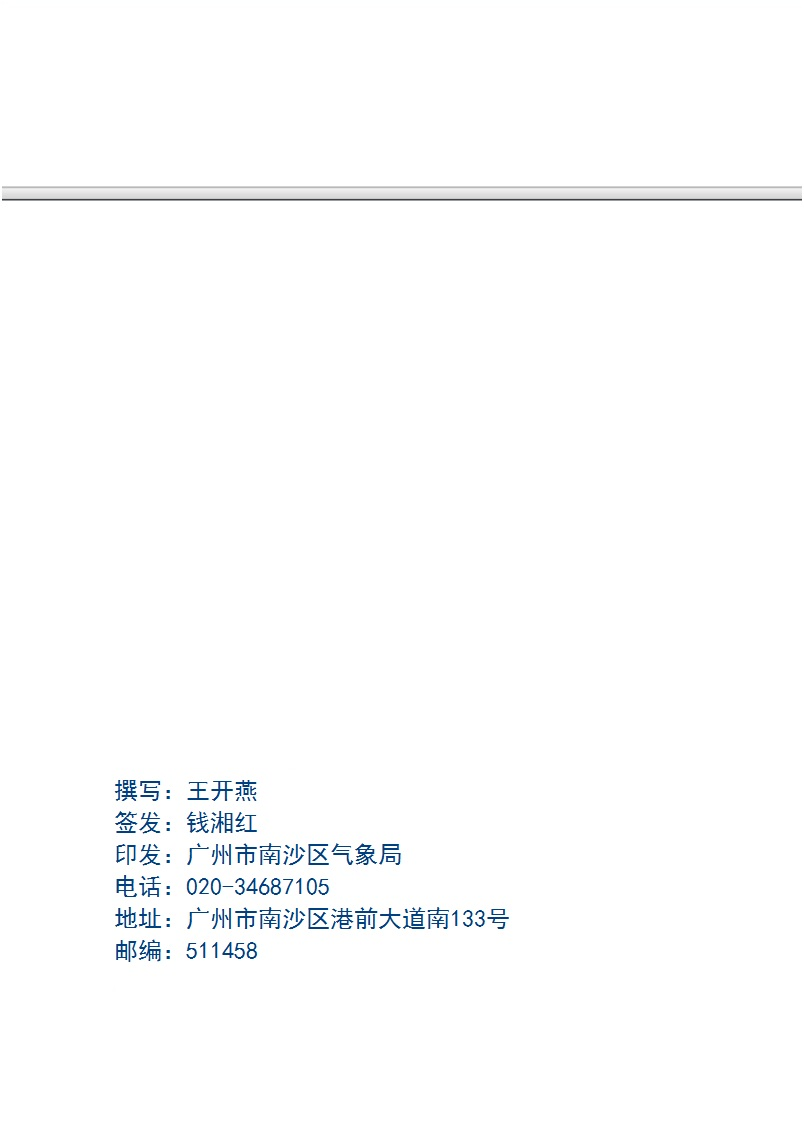 撰写：王开燕
签发：钱湘红
印发：广州市南沙区气象局
电话：020-34687105
地址：广州市南沙区港前大道南133号
邮编：511458